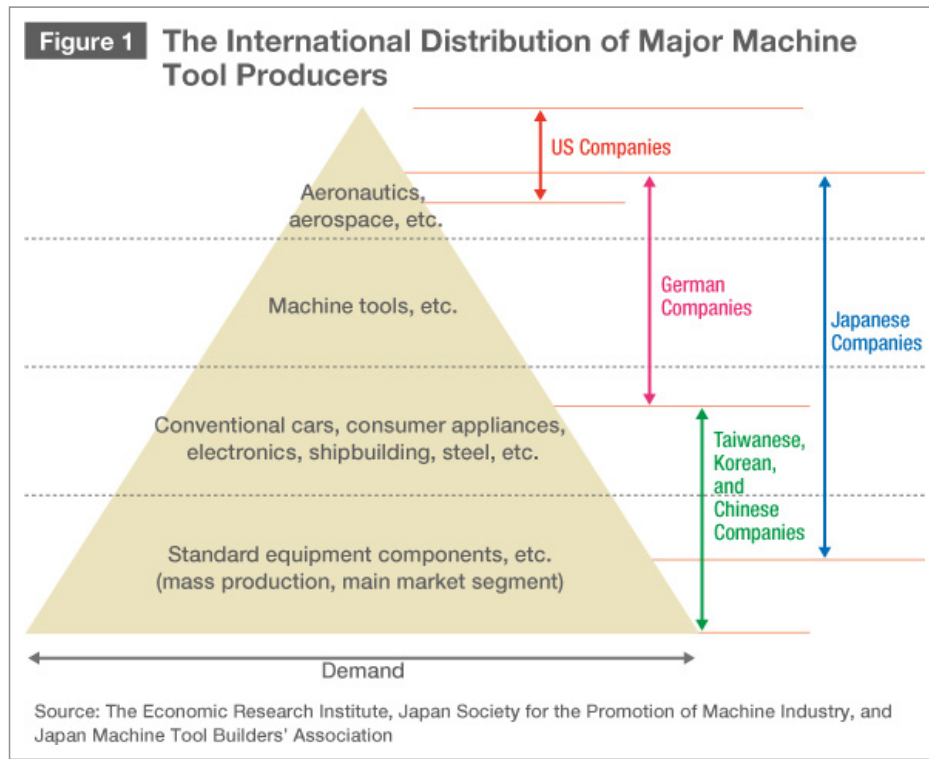 Figure 1
The International Distribution of Major Machine
Tool Producers
US Companies
Aeronautics,
aerospace, etc.
Machine tools, etc.
German
Companies
Japanese
Companies
Conventional cars, consumer appliances,
electronics, shipbuilding, steel, etc.
Taiwanese,
Korean,
and
Chinese
Companies
Standard equipment components, etc.
(mass production, main market segment)
Demand
Source: The Economic Research Institute, Japan Society for the Promotion of Machine Industry, and
Japan Machine Tool Builders' Association